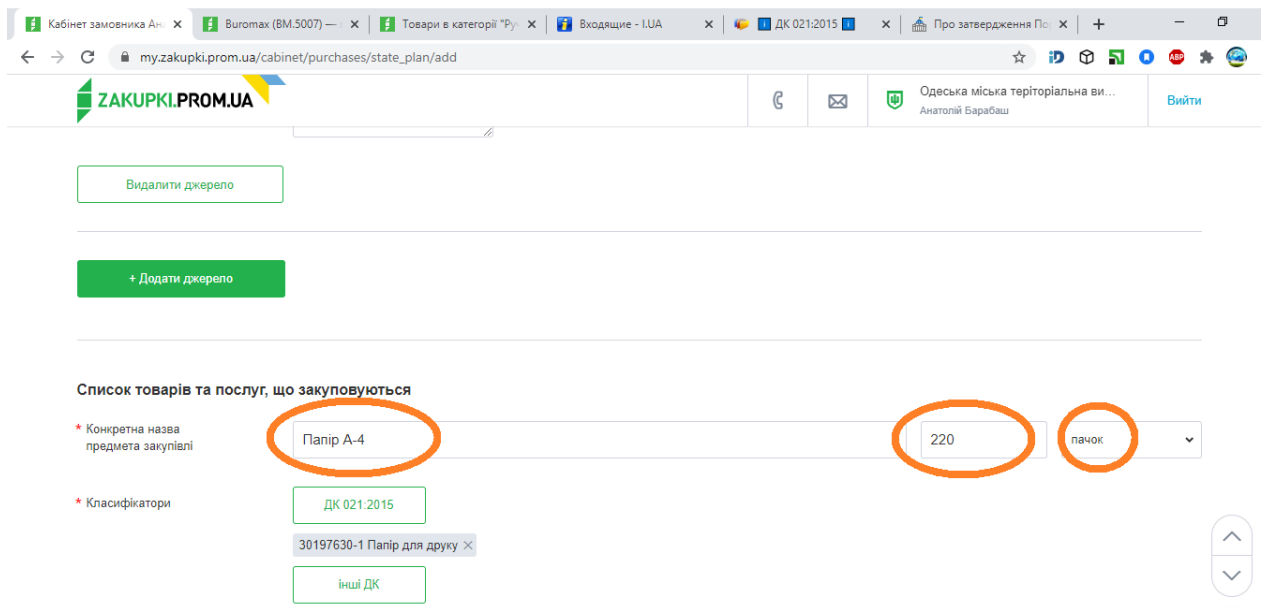 Кабінет замовника Ан
Buromax (BM.5007) —
Товари в категорії "Ру
Входящие - I.UA
ДК 021:2015
Про затвердження По
my.zakupki.prom.ua/cabinet/purchases/state_plan/add
ZAKUPKI.PROM.UA
Одеська міська теріторіальна ви...
Анатолій Барабаш
Вийти
Видалити джерело
+ Додати джерело
Список товарів та послуг, що закуповуються
* Конкретна назва
предмета закупівлі
Папір А-4
220
пачок
* Класифікатори
ДК 021:2015
30197630-1 Папір для друку ×
інші ДК